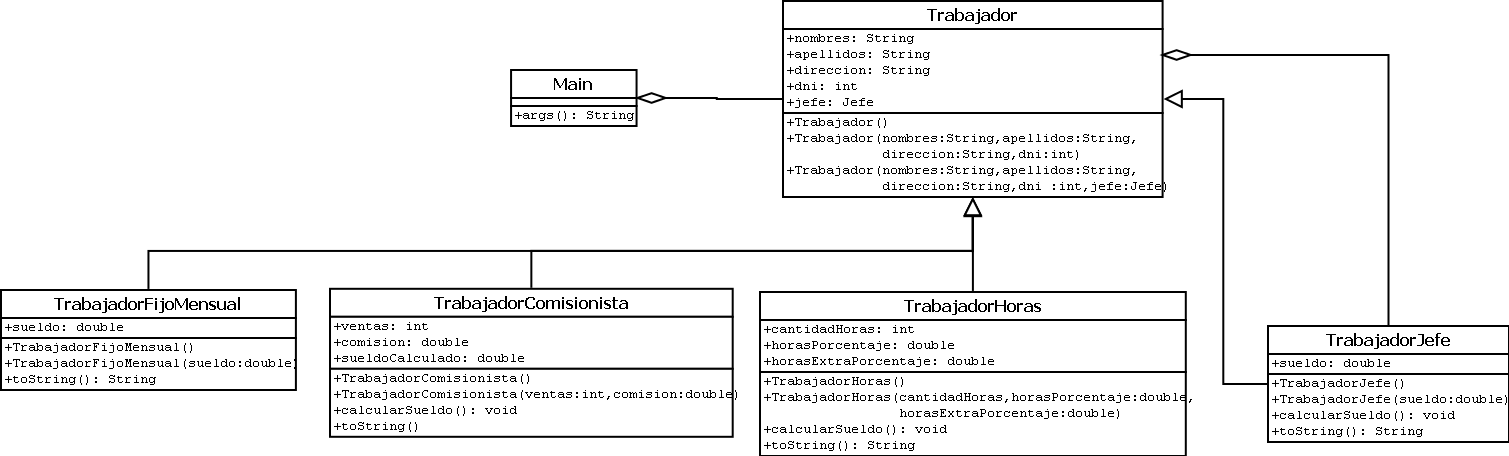 Trabajador
+nombres: String
+apellidos: String
+direccion: String
+dni: int
+jefe: Jefe
+Trabajador()
+Trabajador(nombres:String,apellidos:String,
direccion:String,dni:int)
+Trabajador(nombres:String,apellidos:String,
direccion:String,dni :int,jefe:Jefe)
Main
+args(): String
TrabajadorFijoMensual
+sueldo: double
+TrabajadorFijoMensual()
+TrabajadorFijoMensual(sueldo:double)
+toString(): String
TrabajadorComisionista
+ventas: int
+comision: double
+sueldoCalculado: double
+TrabajadorComisionista()
+TrabajadorComisionista(ventas:int,comision:double)
+calcularSueldo(): void
+toString()
TrabajadorHoras
+cantidadHoras: int
+horasPorcentaje: double
+horasExtraPorcentaje: double
+TrabajadorHoras()
+TrabajadorHoras(cantidadHoras,horasPorcentaje:double,
horasExtraPorcentaje:double)
+calcularSueldo(): void
+toString(): String
TrabajadorJefe
+sueldo: double
+TrabajadorJefe()
+TrabajadorJefe(sueldo:double)
+calcularSueldo(): void
+toString(): String